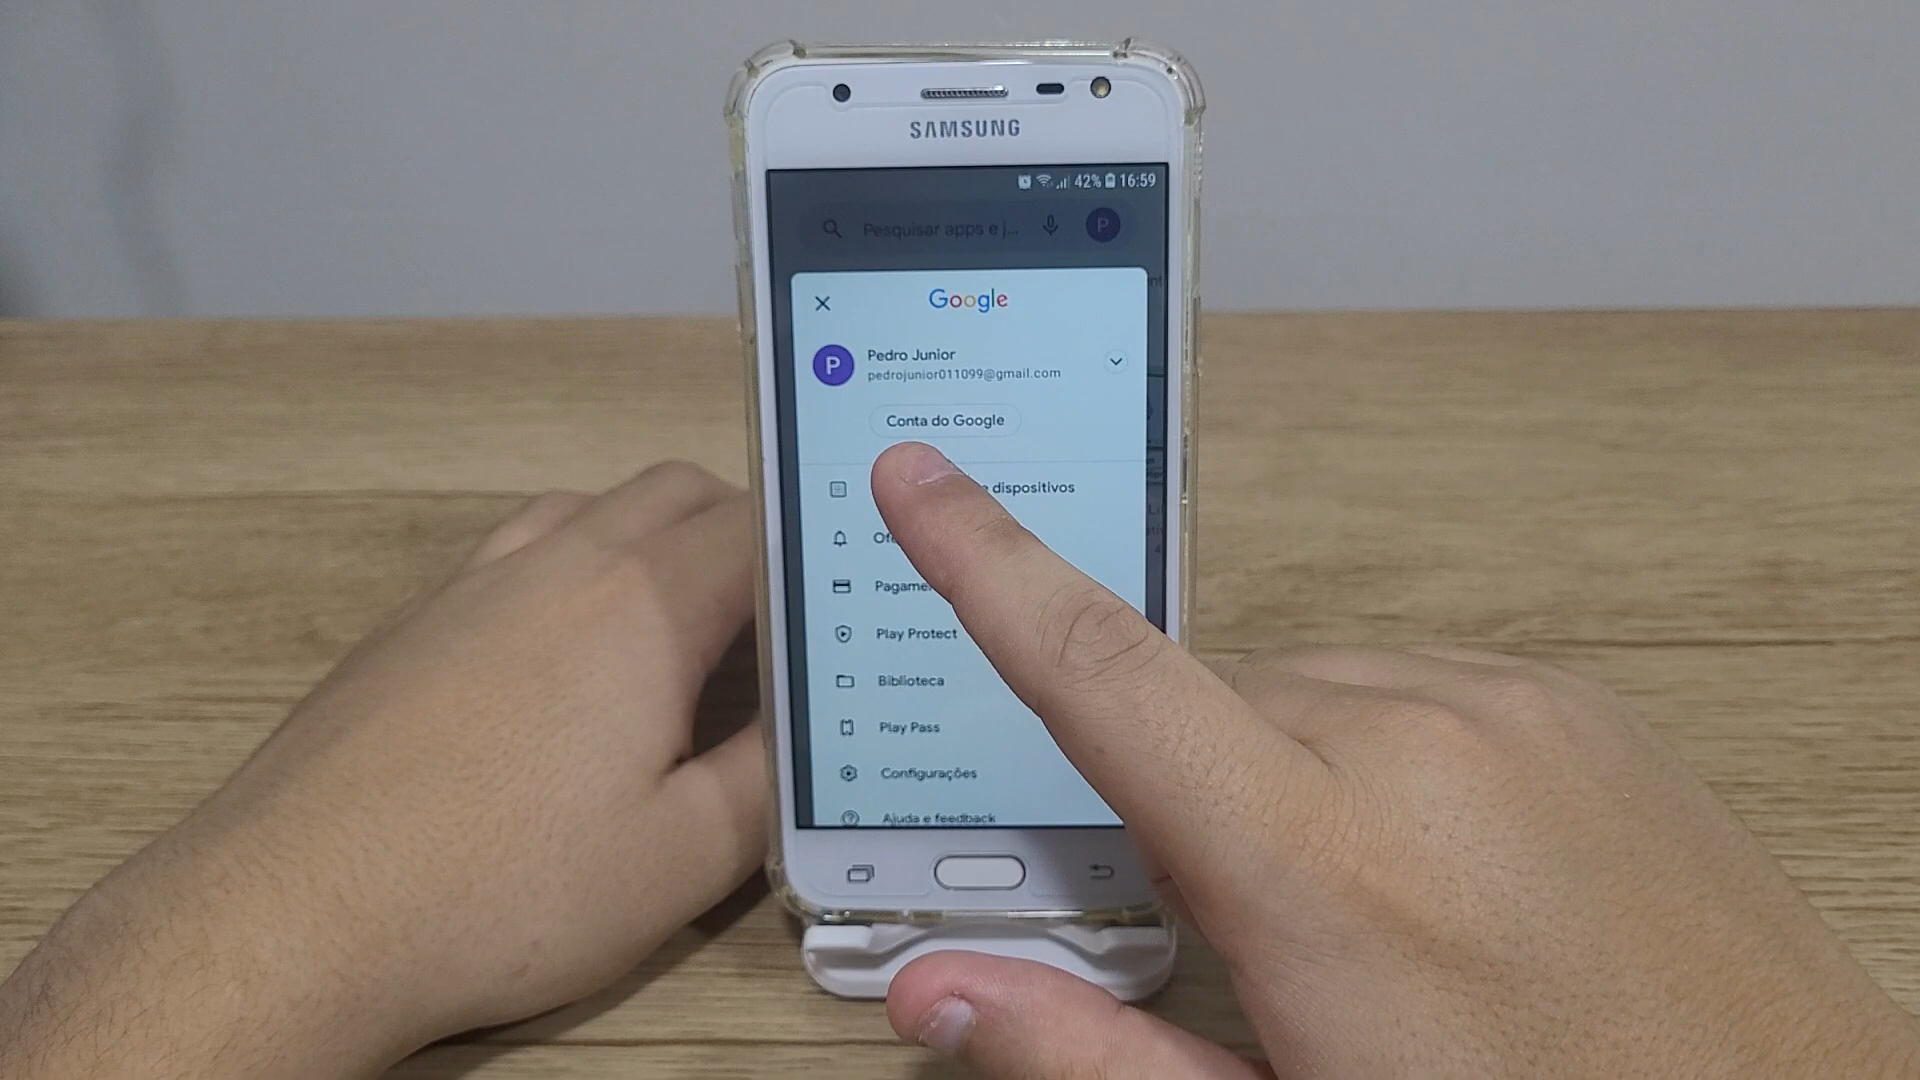 SAMSUNG
42% 16:59
Pesquisar apps e j...
P
Google
P
Pedro Junior
pedrojunior011099@gmail.com
Conta do Google
dispositivos
Play Protect
Biblioteca
Play Pass
Configurações
Ajuda e feedback